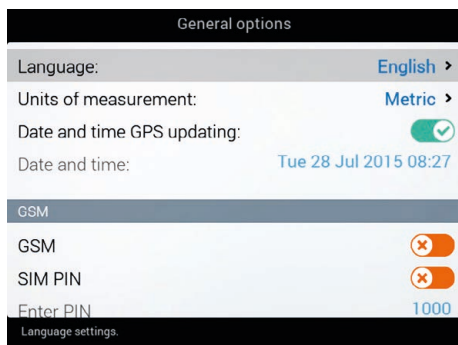 General options
Language: English >
Units of measurement: Metric >
Date and time GPS updating:
Date and time: Tue 28 Jul 2015 08:27
GSM
GSM
SIM PIN
Enter PIN 1000
Language settings.